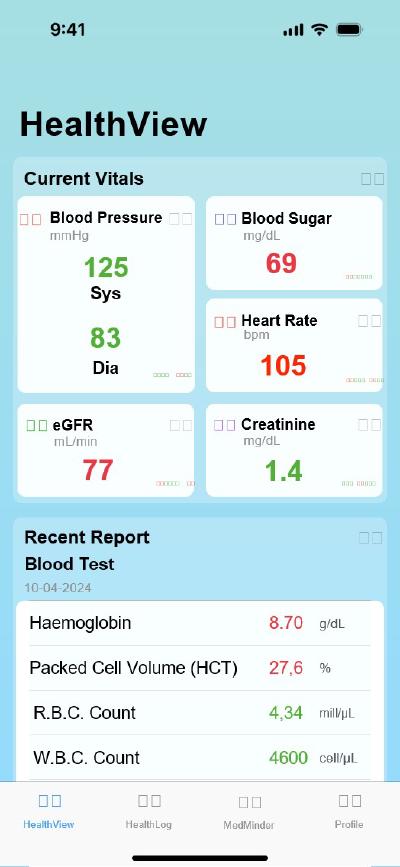 9:41
HealthView
Current Vitals
Blood Pressure
mmHg
125
Sys
83
Dia
Blood Sugar
mg/dL
69
Heart Rate
bpm
105
eGFR
mL/min
77
Creatinine
mg/dL
1.4
Recent Report
Blood Test
10-04-2024
Haemoglobin 8.70 g/dL
Packed Cell Volume (HCT) 27,6 %
R.B.C. Count 4,34 mill/µL
W.B.C. Count 4600 cell/µL
HealthView HealthLog MedMinder Profile